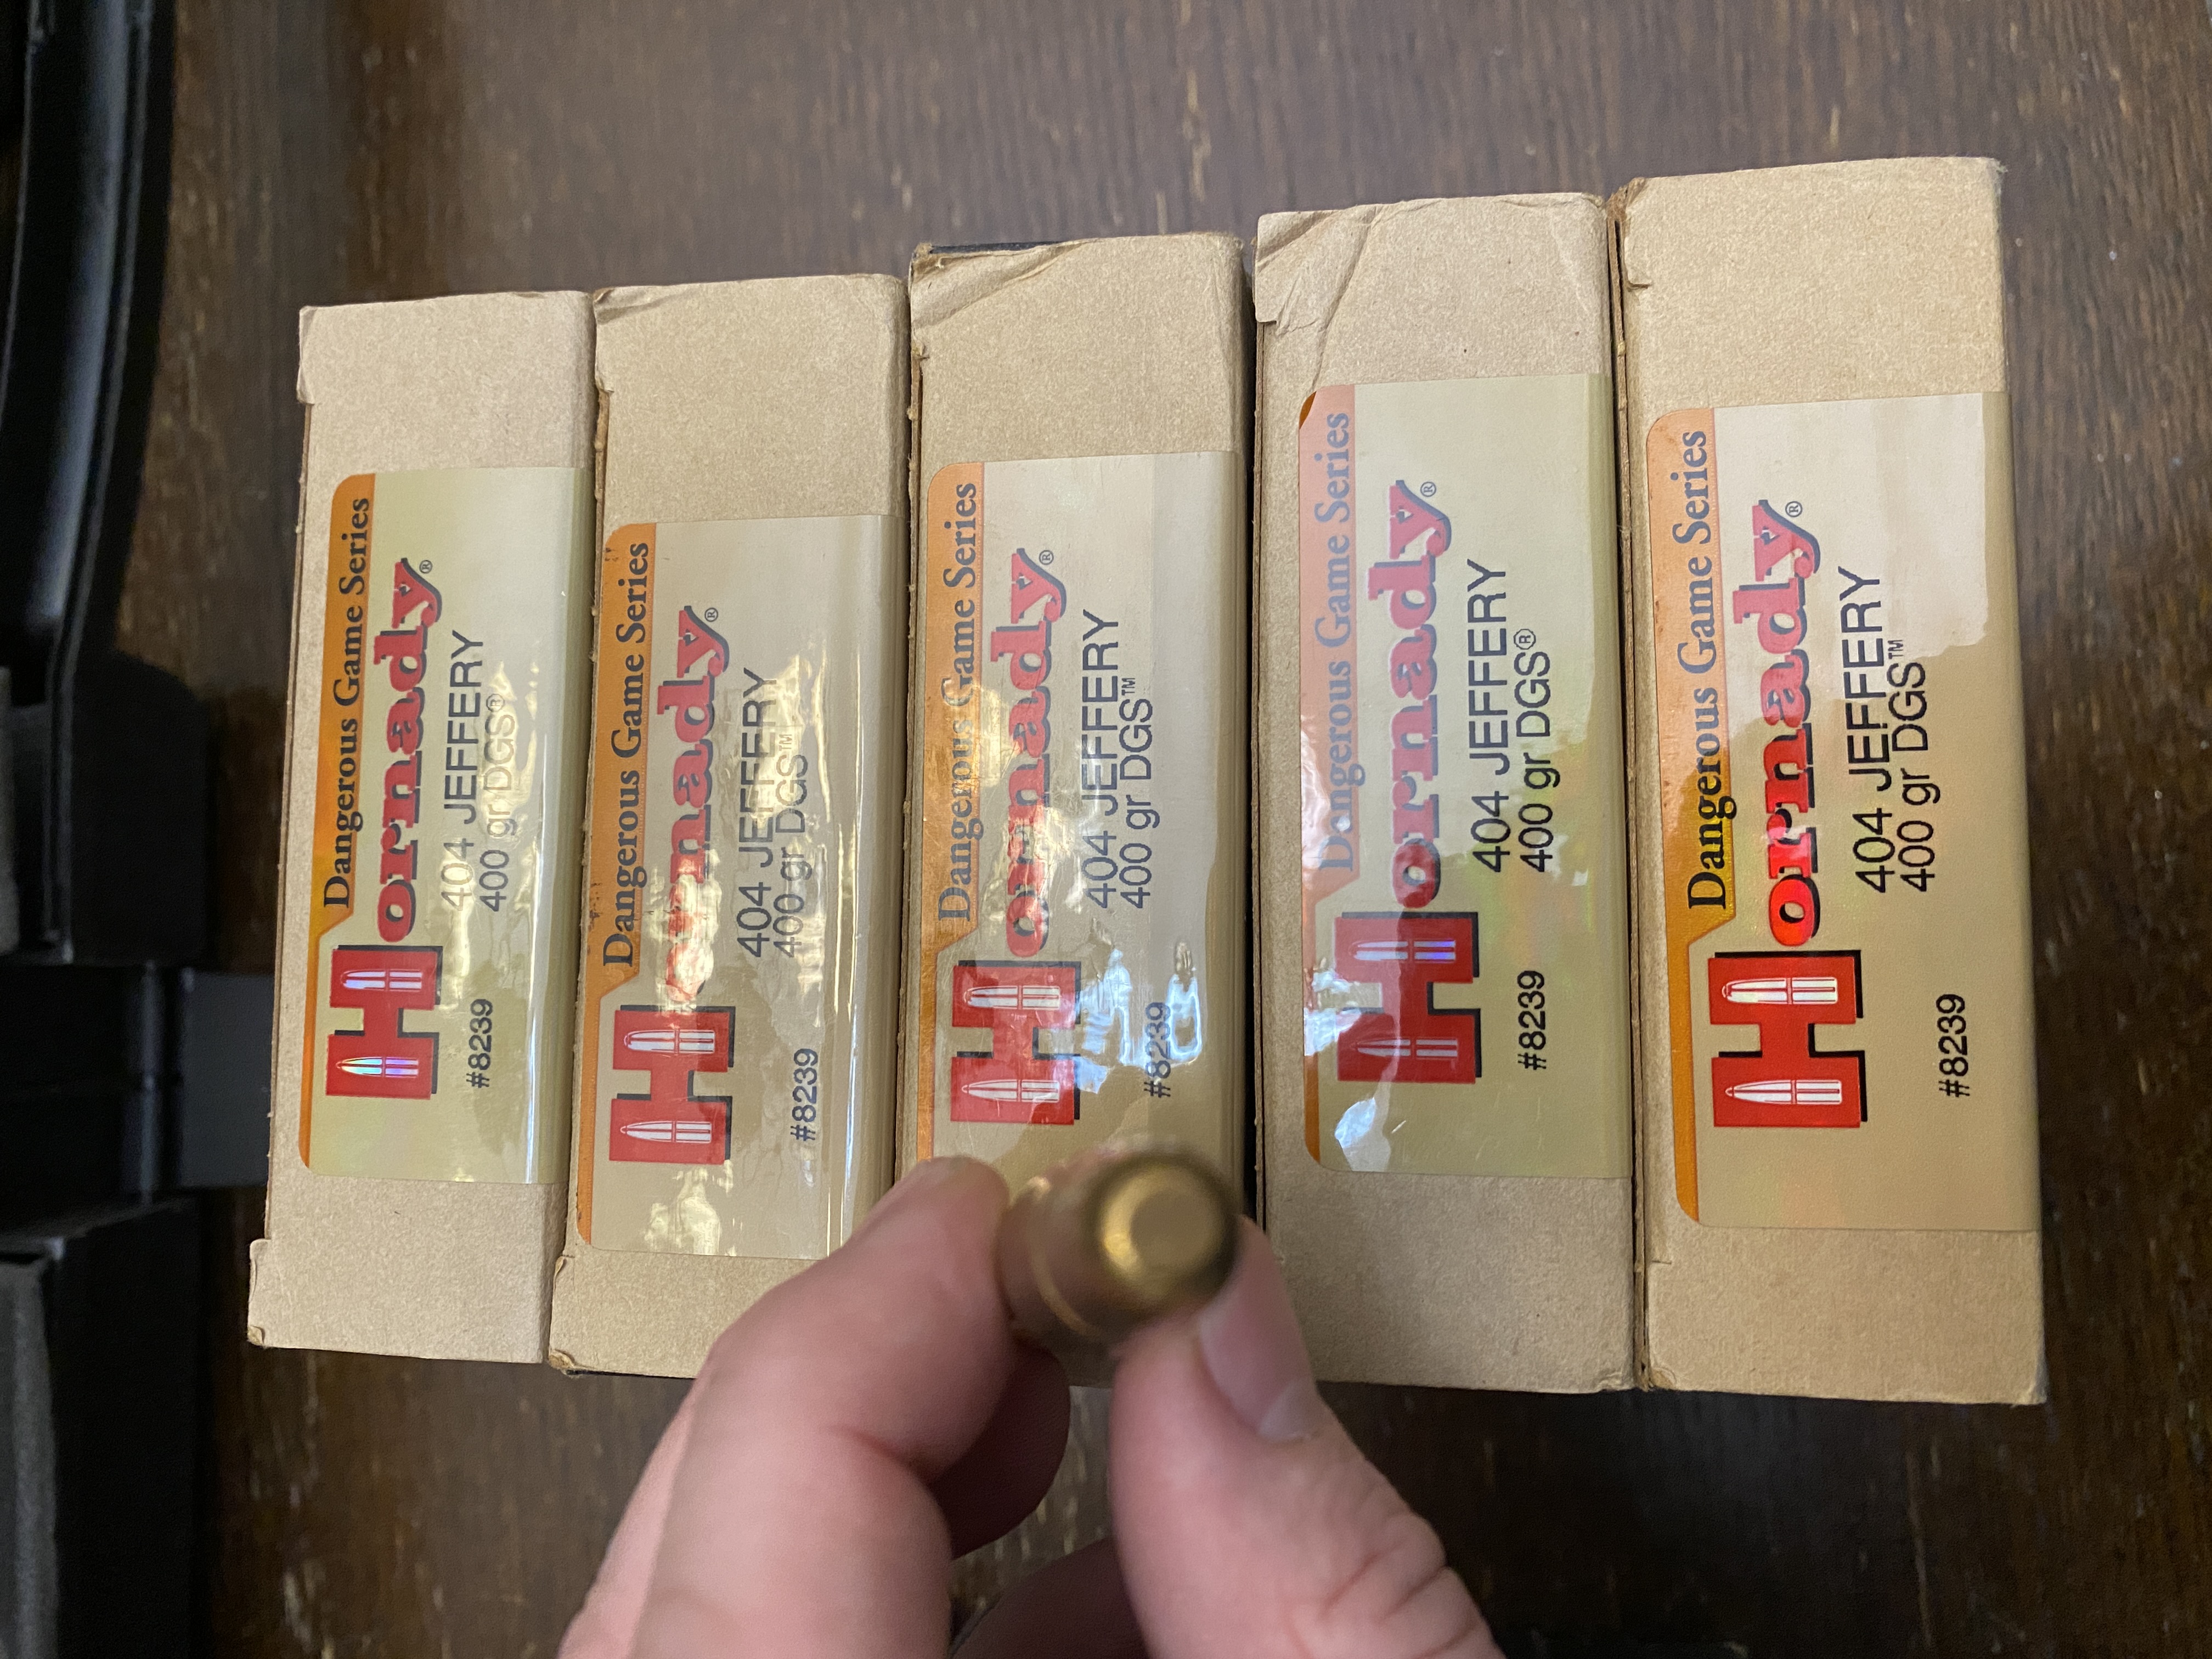 Dangerous Game Series
Hornady®
404 JEFFERY
#8239 400 gr DGS®
Dangerous Game Series
Hornady®
404 JEFFERY
#8239 400 gr DGS™
Dangerous Game Series
Hornady®
404 JEFFERY
#8239 400 gr DGS™
Dangerous Game Series
Hornady®
404 JEFFERY
#8239 400 gr DGS®
Dangerous Game Series
Hornady®
404 JEFFERY
#8239 400 gr DGS™